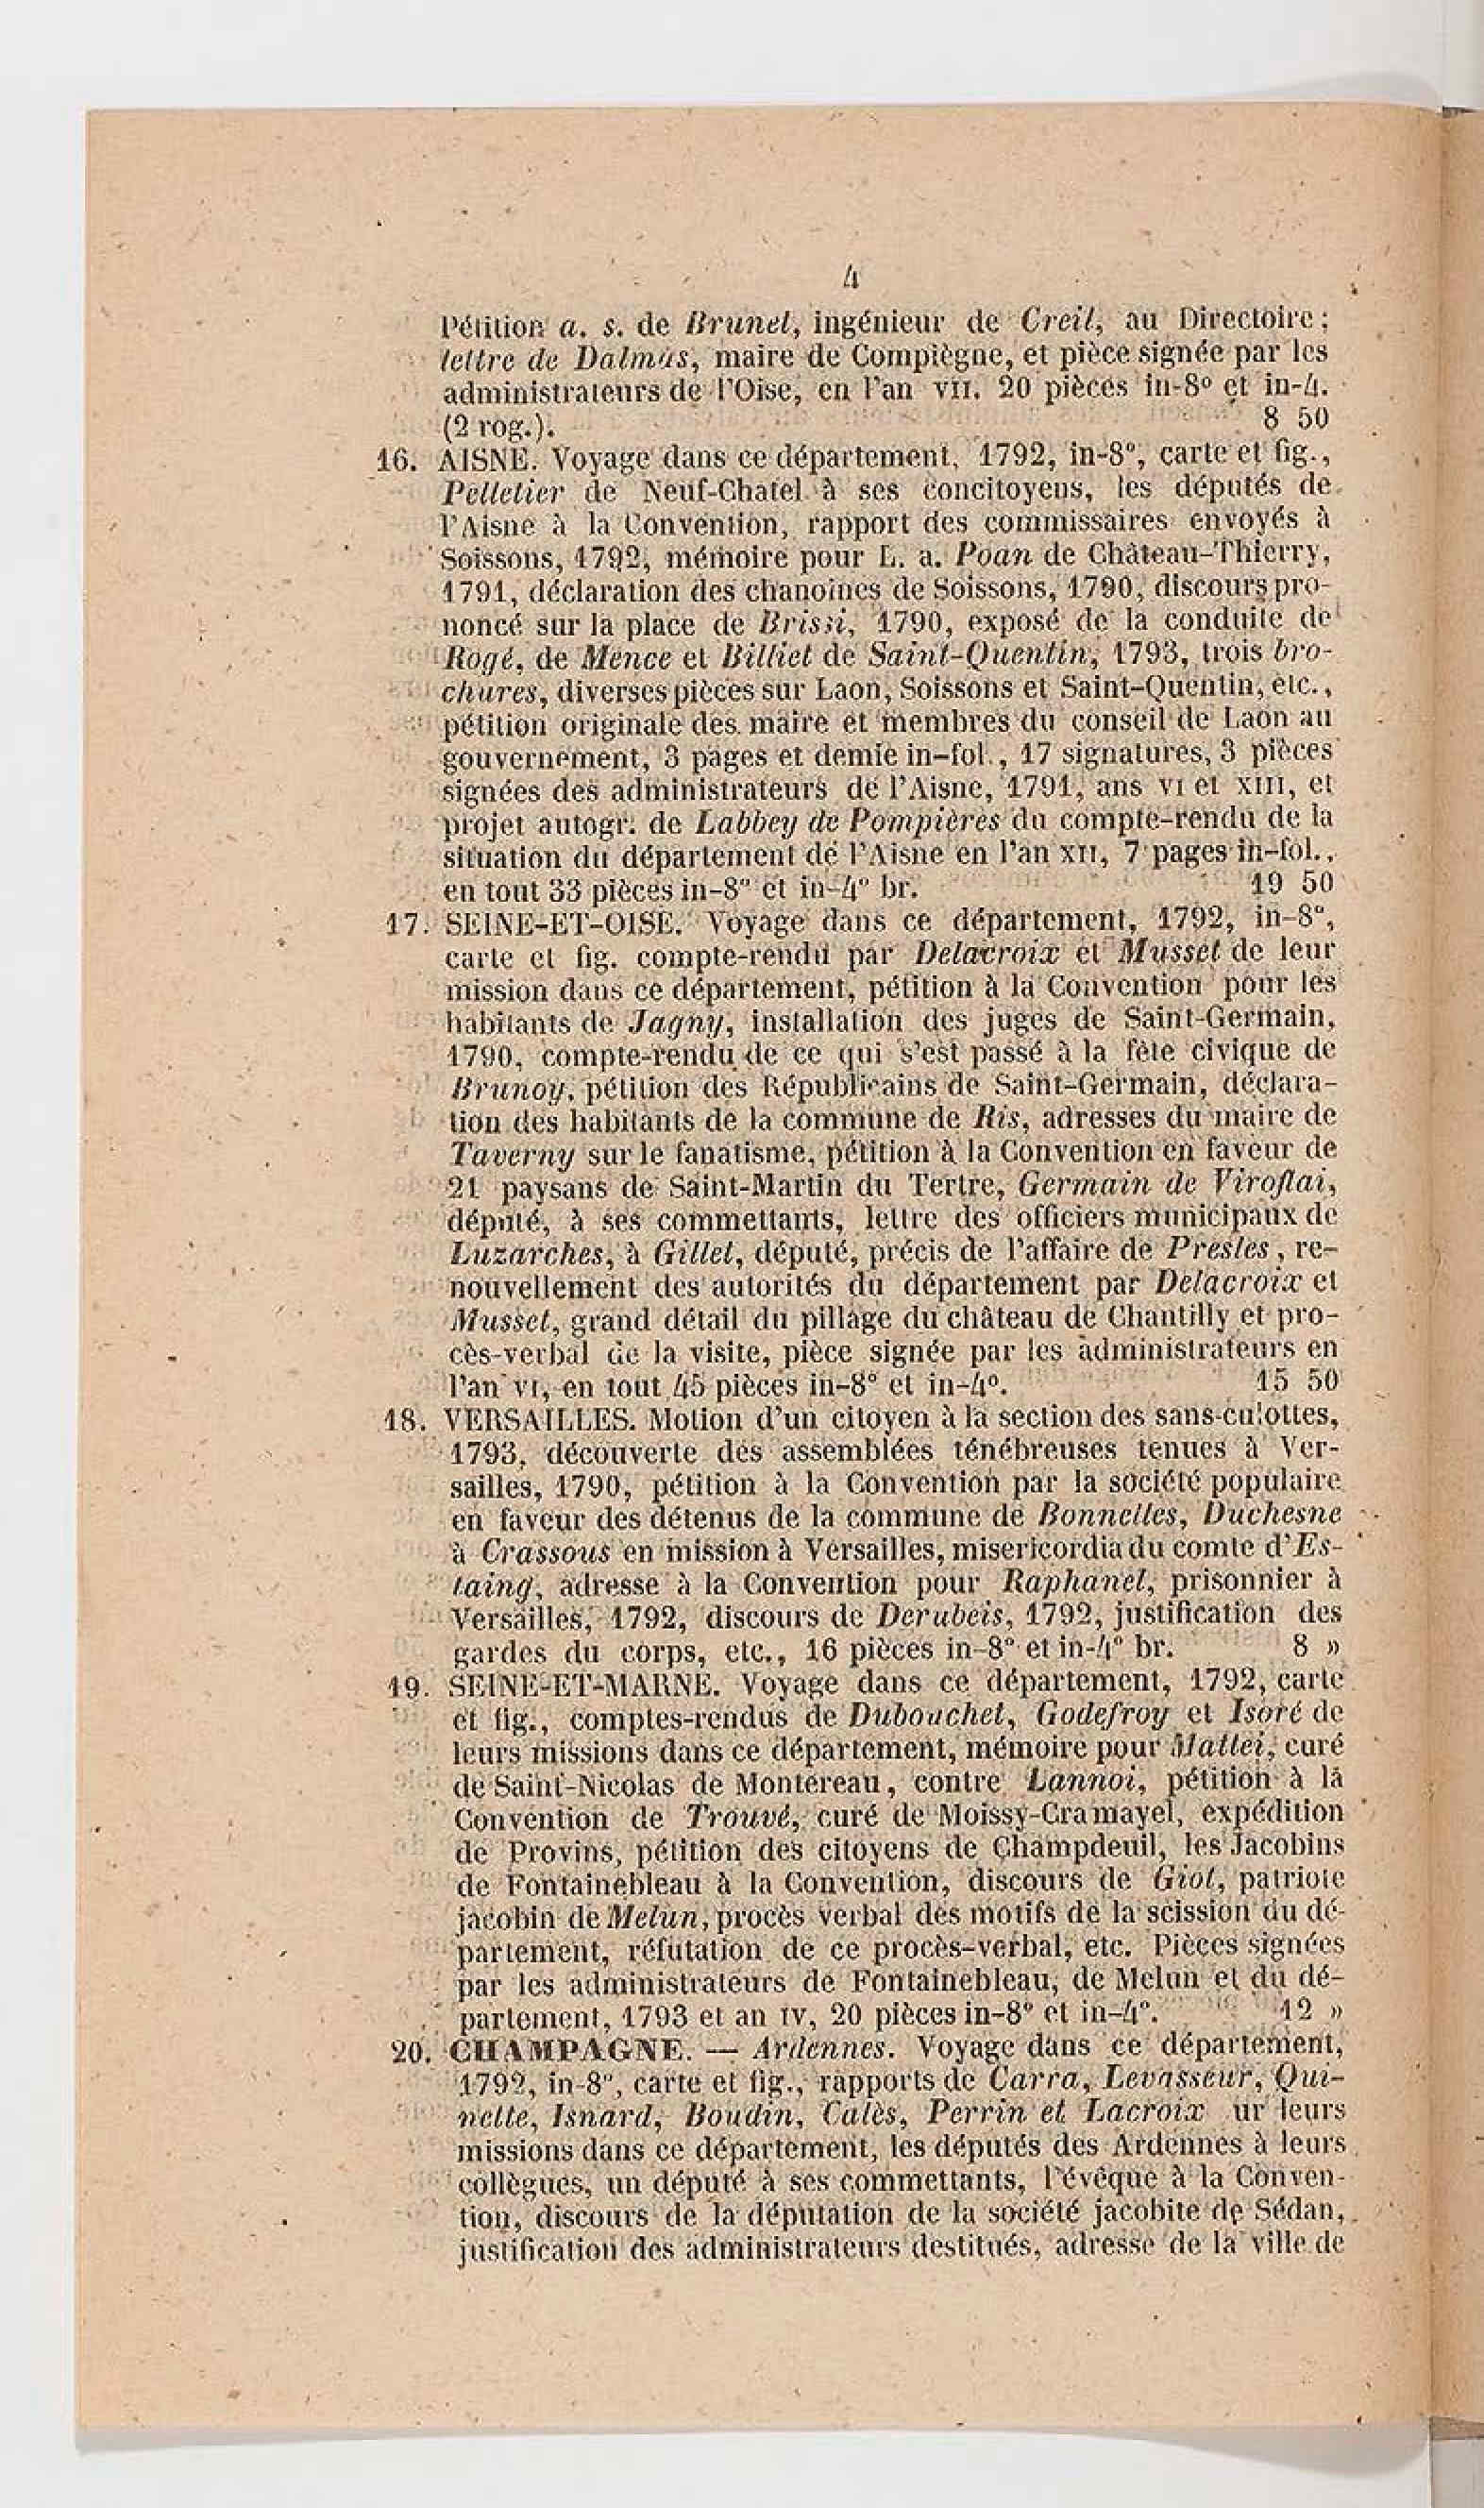 4
Pétition a. s. de Brunel, ingénieur de Creil, au Directoire;
lettre de Dalmas, maire de Compiègne, et pièce signée par les
administrateurs de l'Oise, en l'an VII. 20 pièces in-8° et in-4.
(2 rog.). 8 50
16. AISNE. Voyage dans ce département, 1792, in-8°, carte et fig.,
Pelletier de Neuf-Chatel à ses concitoyens, les députés de
l'Aisne à la Convention, rapport des commissaires envoyés à
Soissons, 1792, mémoire pour L. a. Poan de Château-Thierry,
1791, déclaration des chanoines de Soissons, 1790, discours pro-
noncé sur la place de Brissi, 1790, exposé de la conduite de
Rogé, de Mence et Billiet de Saint-Quentin, 1793, trois bro-
chures, diverses pièces sur Laon, Soissons et Saint-Quentin, etc.,
pétition originale des maire et membres du conseil de Laon au
gouvernement, 3 pages et demie in-fol., 17 signatures, 3 pièces
signées des administrateurs de l'Aisne, 1791, ans VI et XIII, et
projet autogr. de Labbey de Pompières du compte-rendu de la
situation du département de l'Aisne en l'an XII, 7 pages in-fol.,
en tout 33 pièces in-8° et in-4° br. 19 50
17. SEINE-ET-OISE. Voyage dans ce département, 1792, in-8°,
carte et fig. compte-rendu par Delacroix et Musset de leur
mission dans ce département, pétition à la Convention pour les
habitants de Jagny, installation des juges de Saint-Germain,
1790, compte-rendu de ce qui s'est passé à la fête civique de
Brunoy, pétition des Républicains de Saint-Germain, déclara-
tion des habitants de la commune de Ris, adresses du maire de
Taverny sur le fanatisme, pétition à la Convention en faveur de
21 paysans de Saint-Martin du Tertre, Germain de Viroflai,
député, à ses commettants, lettre des officiers municipaux de
Luzarches, à Gillet, député, précis de l'affaire de Presles, re-
nouvellement des autorités du département par Delacroix et
Musset, grand détail du pillage du château de Chantilly et pro-
cès-verbal de la visite, pièce signée par les administrateurs en
l'an VI, en tout 45 pièces in-8° et in-4°. 15 50
18. VERSAILLES. Motion d'un citoyen à la section des sans-culottes,
1793, découverte des assemblées ténébreuses tenues à Ver-
sailles, 1790, pétition à la Convention par la société populaire
en faveur des détenus de la commune de Bonnelles, Duchesne
à Crassous en mission à Versailles, misericordia du comte d'Es-
taing, adresse à la Convention pour Raphanel, prisonnier à
Versailles, 1792, discours de Derubeis, 1792, justification des
gardes du corps, etc., 16 pièces in-8° et in-4° br. 8 »
19. SEINE-ET-MARNE. Voyage dans ce département, 1792, carte
et fig., comptes-rendus de Dubouchet, Godefroy et Isoré de
leurs missions dans ce département, mémoire pour Mattei, curé
de Saint-Nicolas de Montereau, contre Lannoi, pétition à la
Convention de Trouvé, curé de Moissy-Cramayel, expédition
de Provins, pétition des citoyens de Champdeuil, les Jacobins
de Fontainebleau à la Convention, discours de Giot, patriote
jacobin de Melun, procès verbal des motifs de la scission du dé-
partement, réfutation de ce procès-verbal, etc. Pièces signées
par les administrateurs de Fontainebleau, de Melun et du dé-
partement, 1793 et an IV, 20 pièces in-8° et in-4°. 12 »
20. CHAMPAGNE. — Ardennes. Voyage dans ce département,
1792, in-8°, carte et fig., rapports de Carra, Levasseur, Qui-
nette, Isnard, Boudin, Calès, Perrin et Lacroix ur leurs
missions dans ce département, les députés des Ardennes à leurs
collègues, un député à ses commettants, l'évêque à la Conven-
tion, discours de la députation de la société jacobite de Sédan,
justification des administrateurs destitués, adresse de la ville de